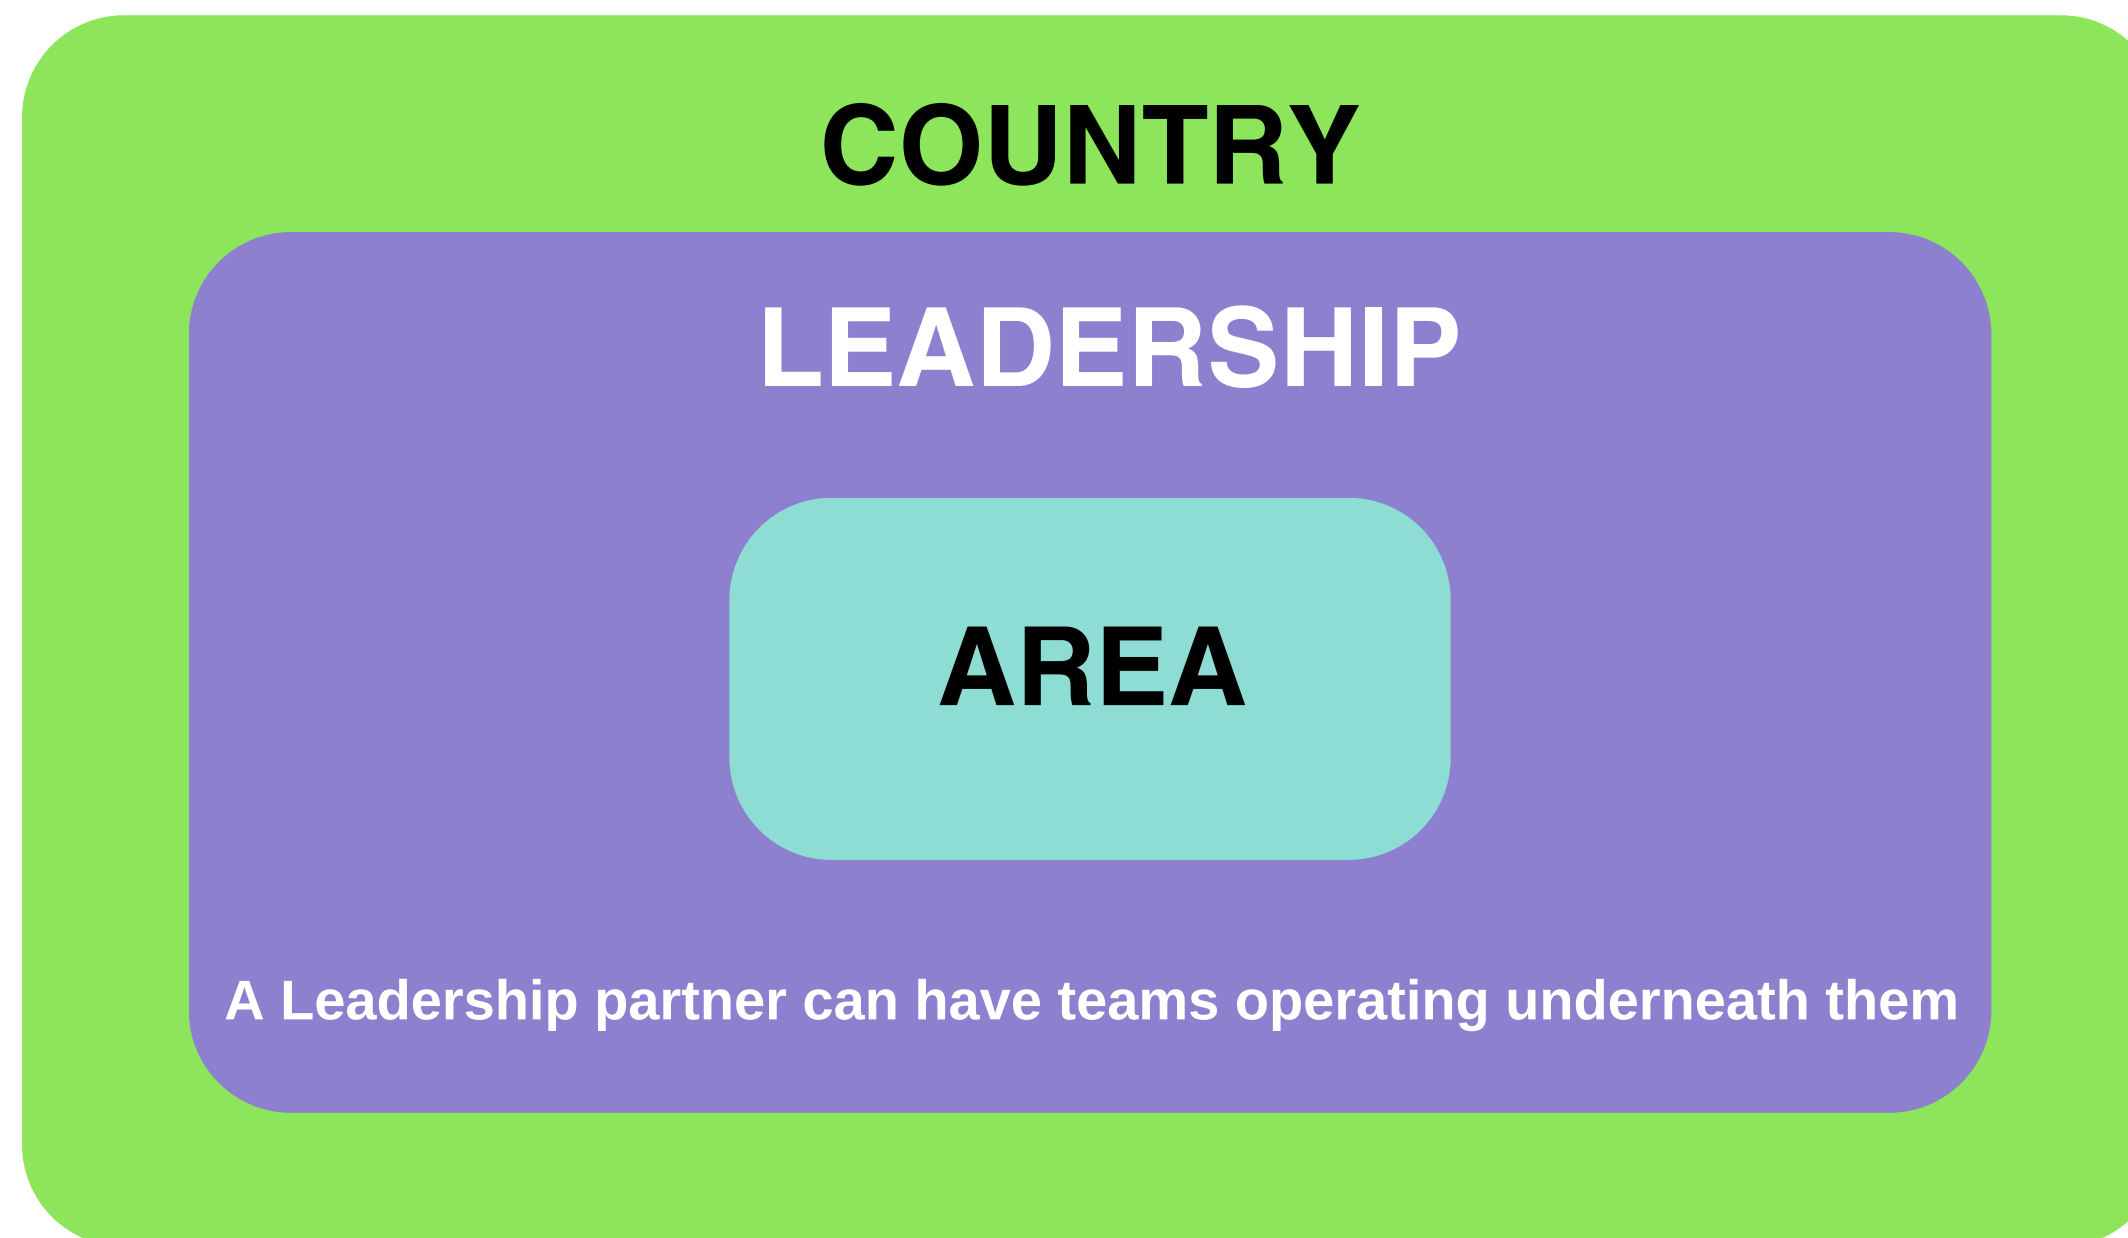 COUNTRY
LEADERSHIP
AREA
A Leadership partner can have teams operating underneath them